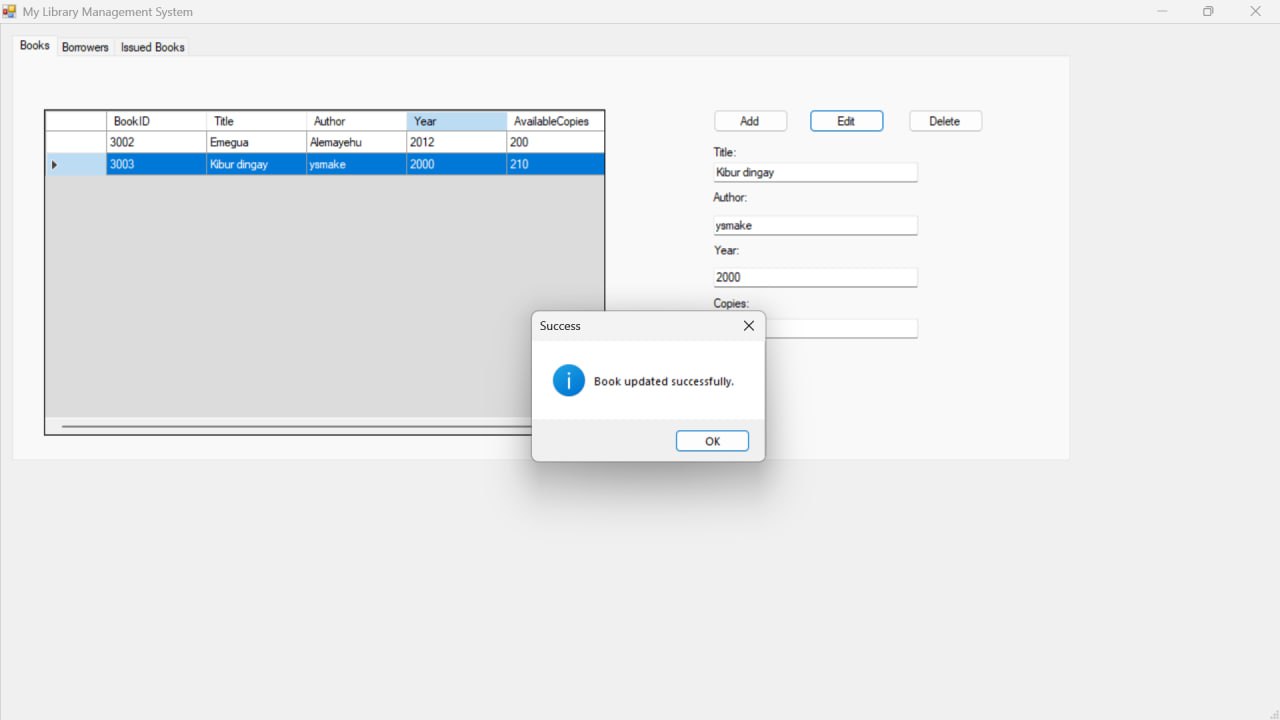 My Library Management System
Books Borrowers Issued Books
BookID Title Author Year AvailableCopies
3002 Emegua Alemayehu 2012 200
3003 Kibur dingay ysmake 2000 210
Add Edit Delete
Title:
Kibur dingay
Author:
ysmake
Year:
2000
Copies:
Success
Book updated successfully.
OK